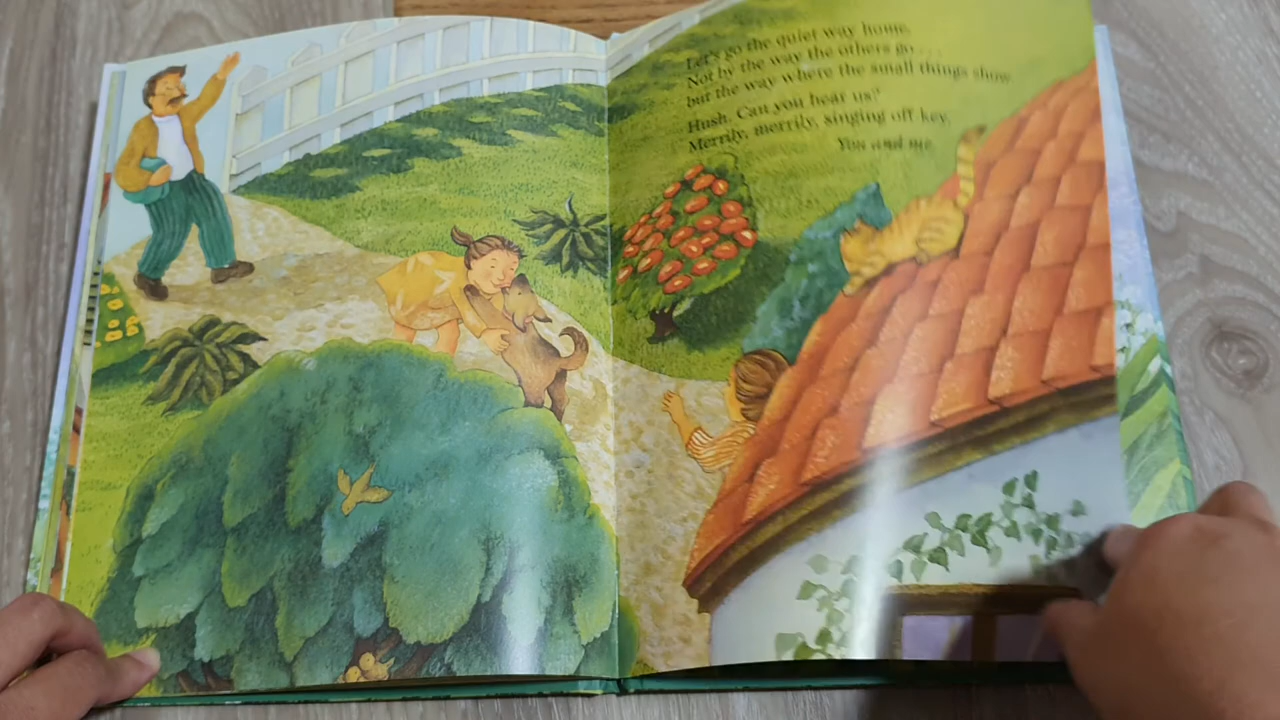 Let's go the quiet way home.
Not by the way the others go . . .
but the way where the small things show.
Hush. Can you hear us?
Merrily, merrily, singing off key,
You and me.